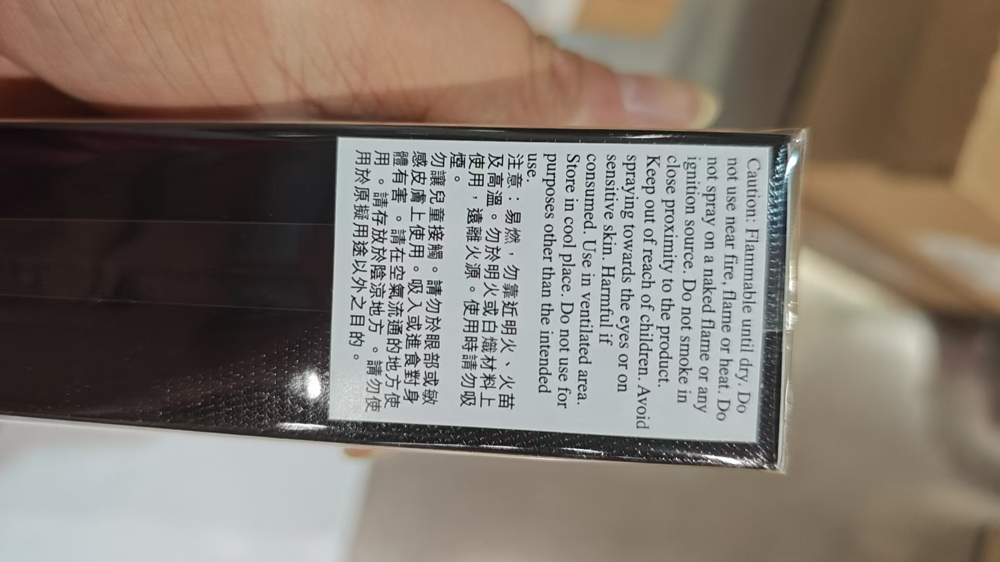 Caution: Flammable until dry. Do
not use near fire, flame or heat. Do
not spray on a naked flame or any
ignition source. Do not smoke in
close proximity to the product.
Keep out of reach of children. Avoid
spraying towards the eyes or on
sensitive skin. Harmful if
consumed. Use in ventilated area.
Store in cool place. Do not use for
purposes other than the intended
use.
注意：易燃，勿靠近明火、火苗
及高溫。勿於明火或白熾材料上
使用，遠離火源。使用時請勿吸
煙。
勿讓兒童接觸。請勿於眼部或敏
感皮膚上使用。吸入或進食對身
體有害。請在空氣流通的地方使
用。請存放於陰涼地方。請勿使
用於原擬用途以外之目的。